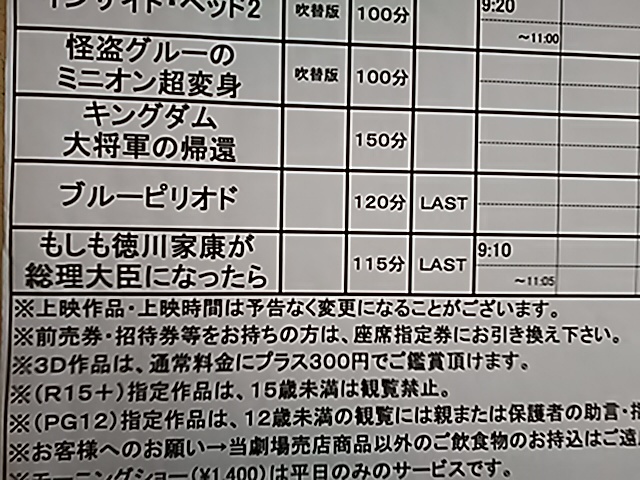 インサイド・ヘッド2
吹替版
100分
9:20
～11:00
怪盗グルーの
ミニオン超変身
吹替版
100分
キングダム
大将軍の帰還
150分
ブルーピリオド
120分
LAST
もしも徳川家康が
総理大臣になったら
115分
LAST
9:10
～11:05
※上映作品・上映時間は予告なく変更になることがございます。
※前売券・招待券等をお持ちの方は、座席指定券にお引き換え下さい。
※3D作品は、通常料金にプラス300円でご鑑賞頂けます。
※(R15+)指定作品は、15歳未満は観覧禁止。
※(PG12)指定作品は、12歳未満の観覧には親または保護者の助言・指
※お客様へのお願い→当劇場売店商品以外のご飲食物のお持込はご遠
※モーニングショー(¥1,400)は平日のみのサービスです。